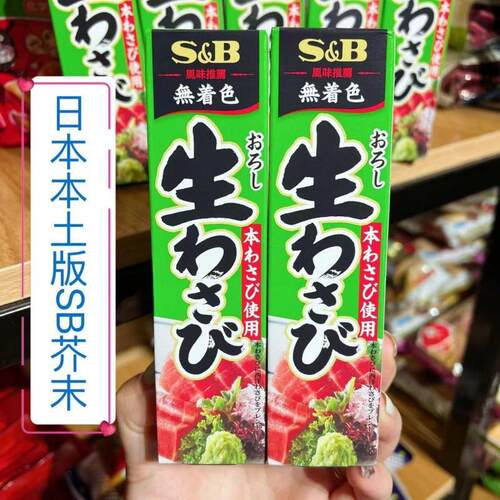 日本本土版SB芥末
S&B
風味推薦
無着色
おろし
生わさび
本わさび使用
S&B
風味推薦
無着色
おろし
生わさび
本わさび使用